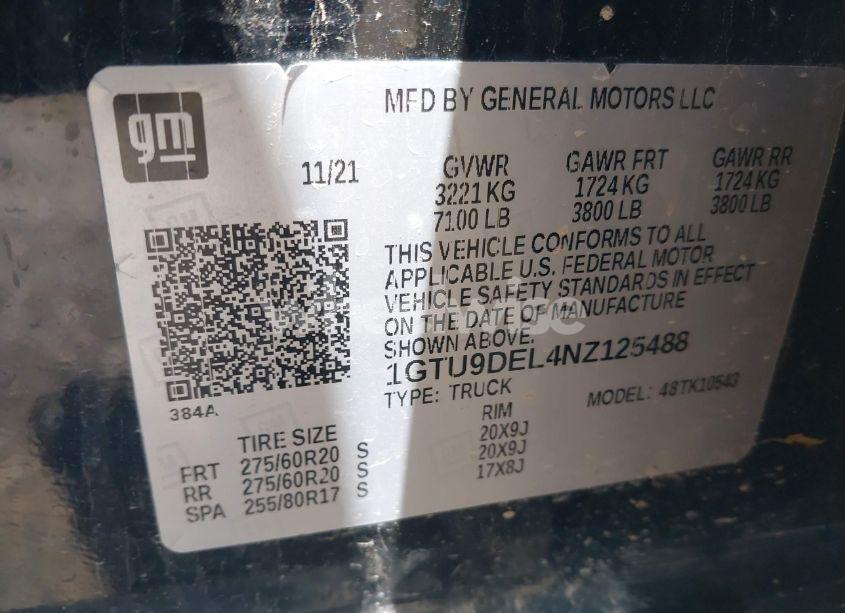 gm
MFD BY GENERAL MOTORS LLC
11/21
GVWR GAWR FRT GAWR RR
3221 KG 1724 KG 1724 KG
7100 LB 3800 LB 3800 LB
THIS VEHICLE CONFORMS TO ALL
APPLICABLE U.S. FEDERAL MOTOR
VEHICLE SAFETY STANDARDS IN EFFECT
ON THE DATE OF MANUFACTURE
SHOWN ABOVE.
1GTU9DEL4NZ125488
TYPE: TRUCK MODEL: 4STK10543
384A
TIRE SIZE RIM
FRT 275/60R20 S 20X9J
RR 275/60R20 S 20X9J
SPA 255/80R17 S 17X8J